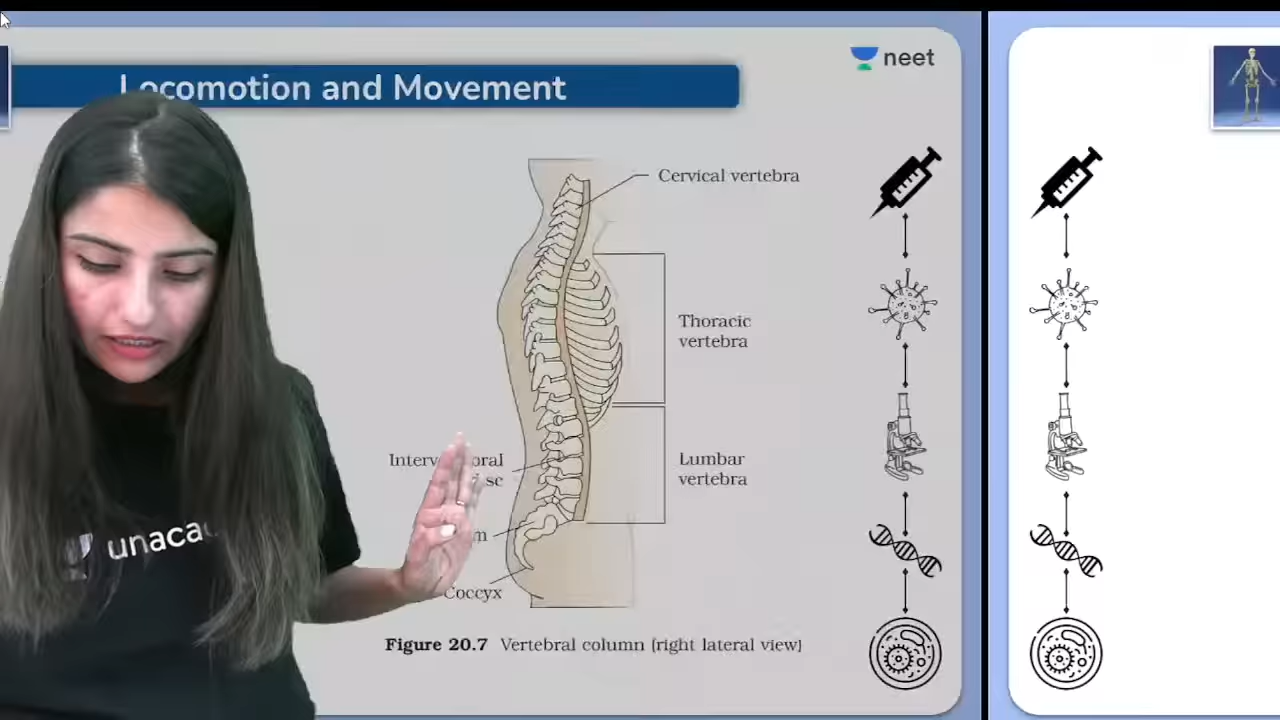 neet
Locomotion and Movement
Cervical vertebra
Thoracic
vertebra
Lumbar
vertebra
Coccyx
Figure 20.7 Vertebral column (right lateral view)